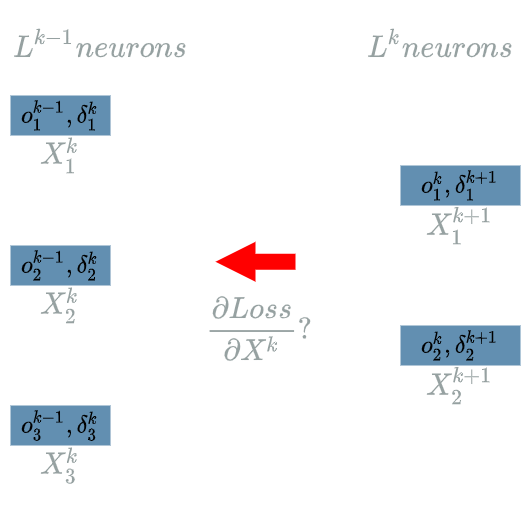 L^{k-1} neurons
L^k neurons
o_1^{k-1}, δ_1^k
X_1^k
o_1^k, δ_1^{k+1}
X_1^{k+1}
o_2^{k-1}, δ_2^k
X_2^k
∂Loss
∂X^k
?
o_2^k, δ_2^{k+1}
X_2^{k+1}
o_3^{k-1}, δ_3^k
X_3^k